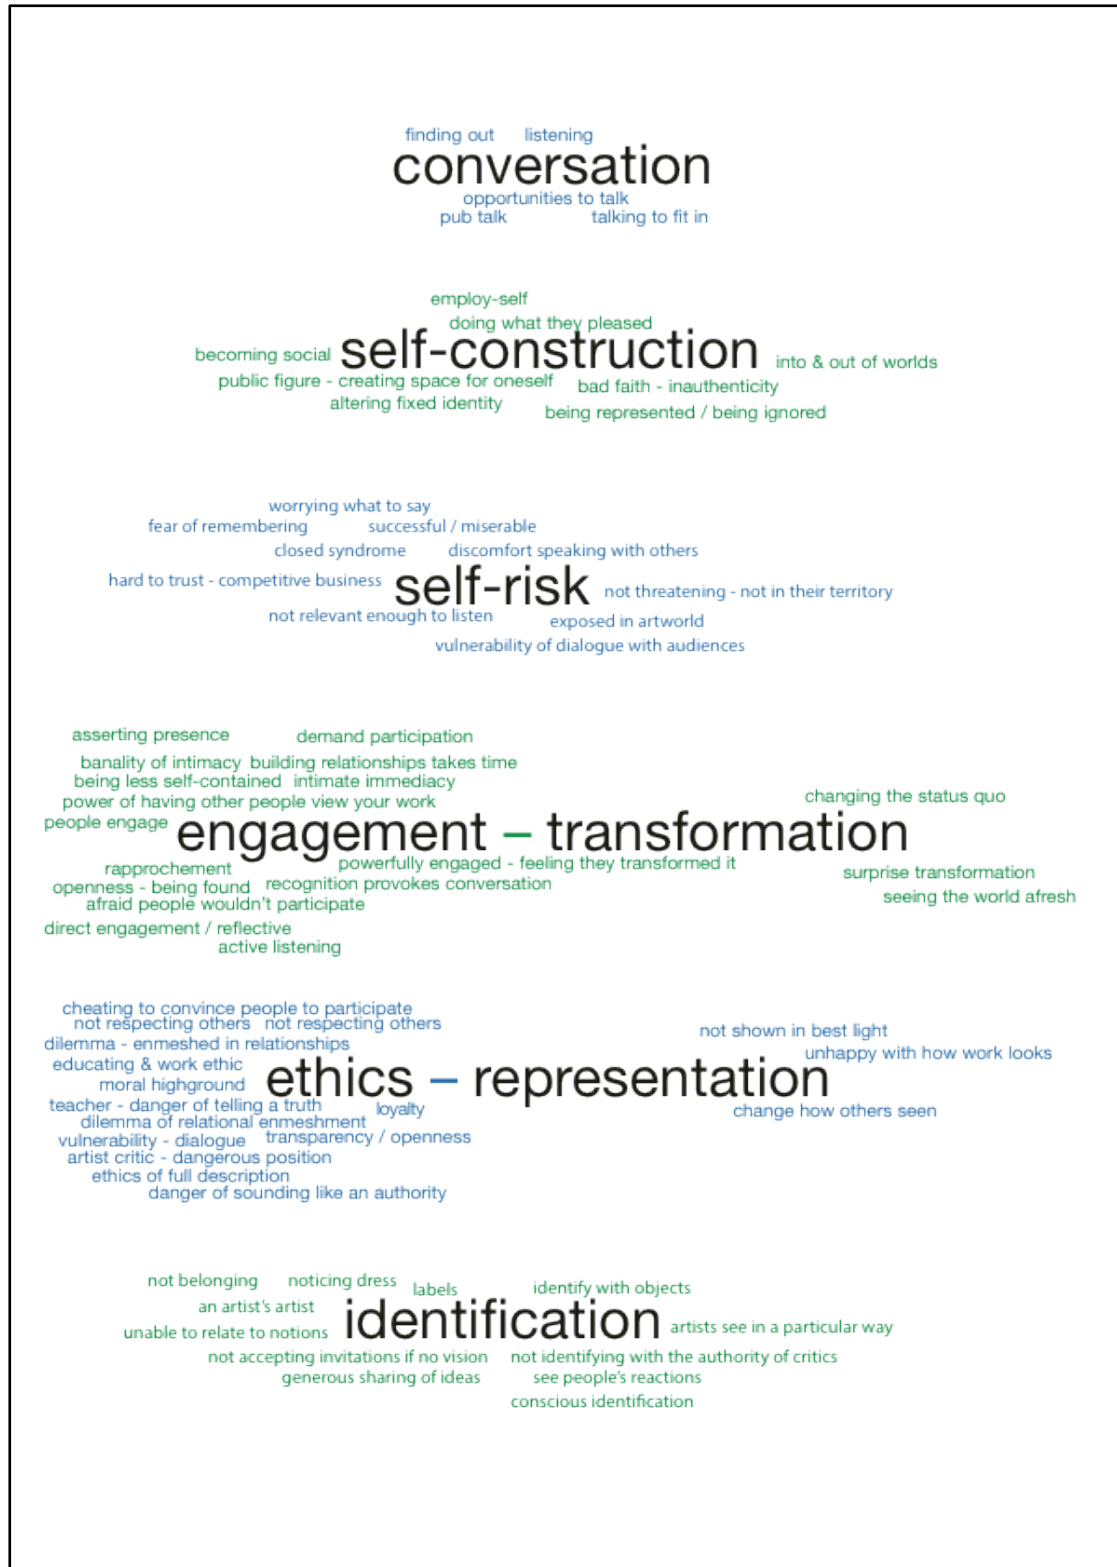 finding out listening
conversation
opportunities to talk
pub talk talking to fit in
employ-self
doing what they pleased
becoming social self-construction into & out of worlds
public figure - creating space for oneself bad faith - inauthenticity
altering fixed identity being represented / being ignored
worrying what to say
fear of remembering successful / miserable
closed syndrome discomfort speaking with others
hard to trust - competitive business self-risk not threatening - not in their territory
not relevant enough to listen exposed in artworld
vulnerability of dialogue with audiences
asserting presence demand participation
banality of intimacy building relationships takes time
being less self-contained intimate immediacy
power of having other people view your work changing the status quo
people engage engagement – transformation
rapprochement powerfully engaged - feeling they transformed it surprise transformation
openness - being found recognition provokes conversation seeing the world afresh
afraid people wouldn't participate
direct engagement / reflective
active listening
cheating to convince people to participate
not respecting others not respecting others not shown in best light
dilemma - enmeshed in relationships unhappy with how work looks
educating & work ethic
moral highground ethics – representation
teacher - danger of telling a truth loyalty change how others seen
dilemma of relational enmeshment
vulnerability - dialogue transparency / openness
artist critic - dangerous position
ethics of full description
danger of sounding like an authority
not belonging noticing dress labels identify with objects
an artist's artist
unable to relate to notions identification artists see in a particular way
not accepting invitations if no vision not identifying with the authority of critics
generous sharing of ideas see people's reactions
conscious identification